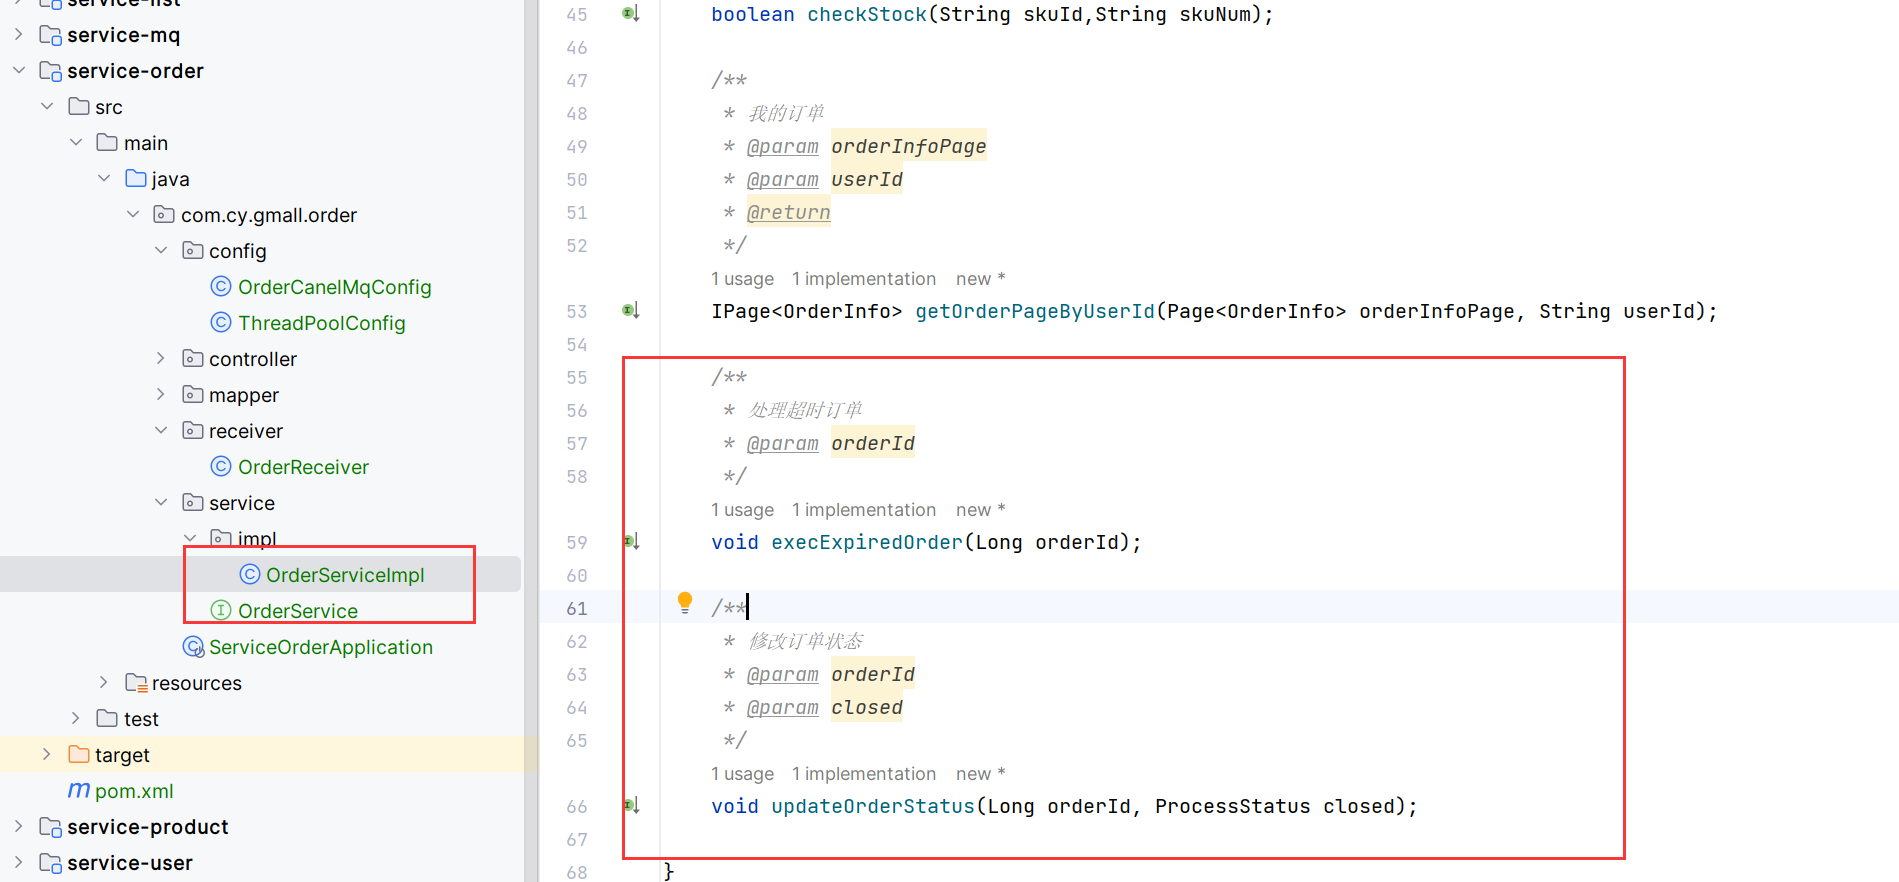 service-list
service-mq
service-order
src
main
java
com.cy.gmall.order
config
OrderCanelMqConfig
ThreadPoolConfig
controller
mapper
receiver
OrderReceiver
service
impl
OrderServiceImpl
OrderService
ServiceOrderApplication
resources
test
target
pom.xml
service-product
service-user
45 boolean checkStock(String skuId,String skuNum);
46
47 /**
48 * 我的订单
49 * @param orderInfoPage
50 * @param userId
51 * @return
52 */
1 usage 1 implementation new *
53 IPage<OrderInfo> getOrderPageByUserId(Page<OrderInfo> orderInfoPage, String userId);
54
55 /**
56 * 处理超时订单
57 * @param orderId
58 */
1 usage 1 implementation new *
59 void execExpiredOrder(Long orderId);
60
61 /**
62 * 修改订单状态
63 * @param orderId
64 * @param closed
65 */
1 usage 1 implementation new *
66 void updateOrderStatus(Long orderId, ProcessStatus closed);
67
68 }